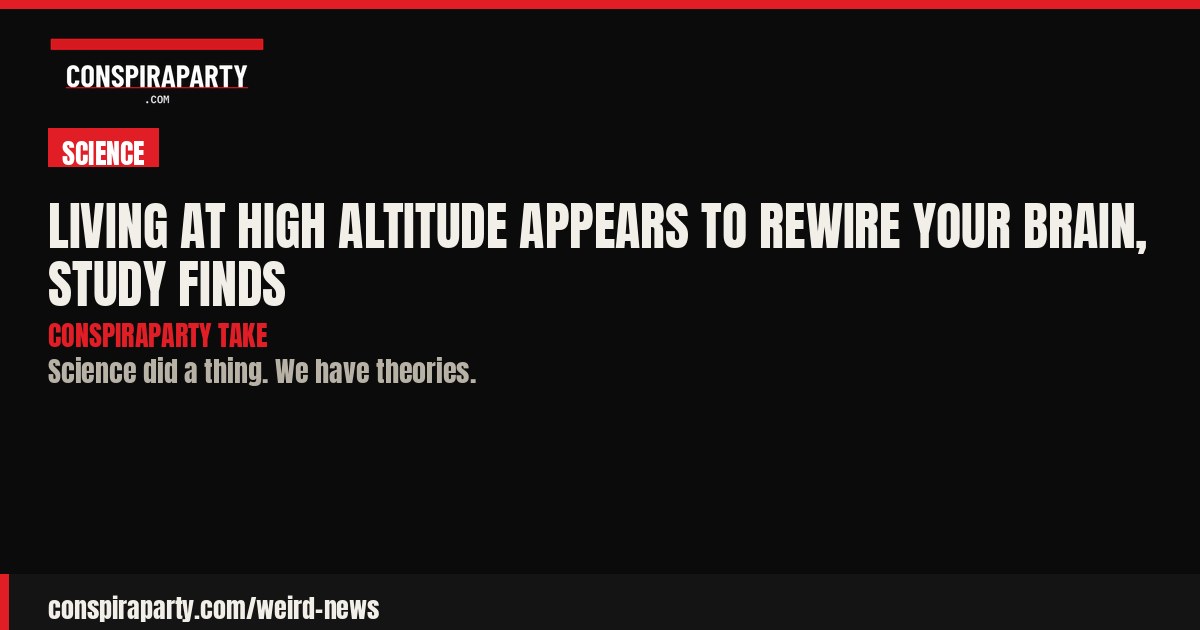 CONSPIRAPARTY
.COM
SCIENCE
LIVING AT HIGH ALTITUDE APPEARS TO REWIRE YOUR BRAIN,
STUDY FINDS
CONSPIRAPARTY TAKE
Science did a thing. We have theories.
conspiraparty.com/weird-news